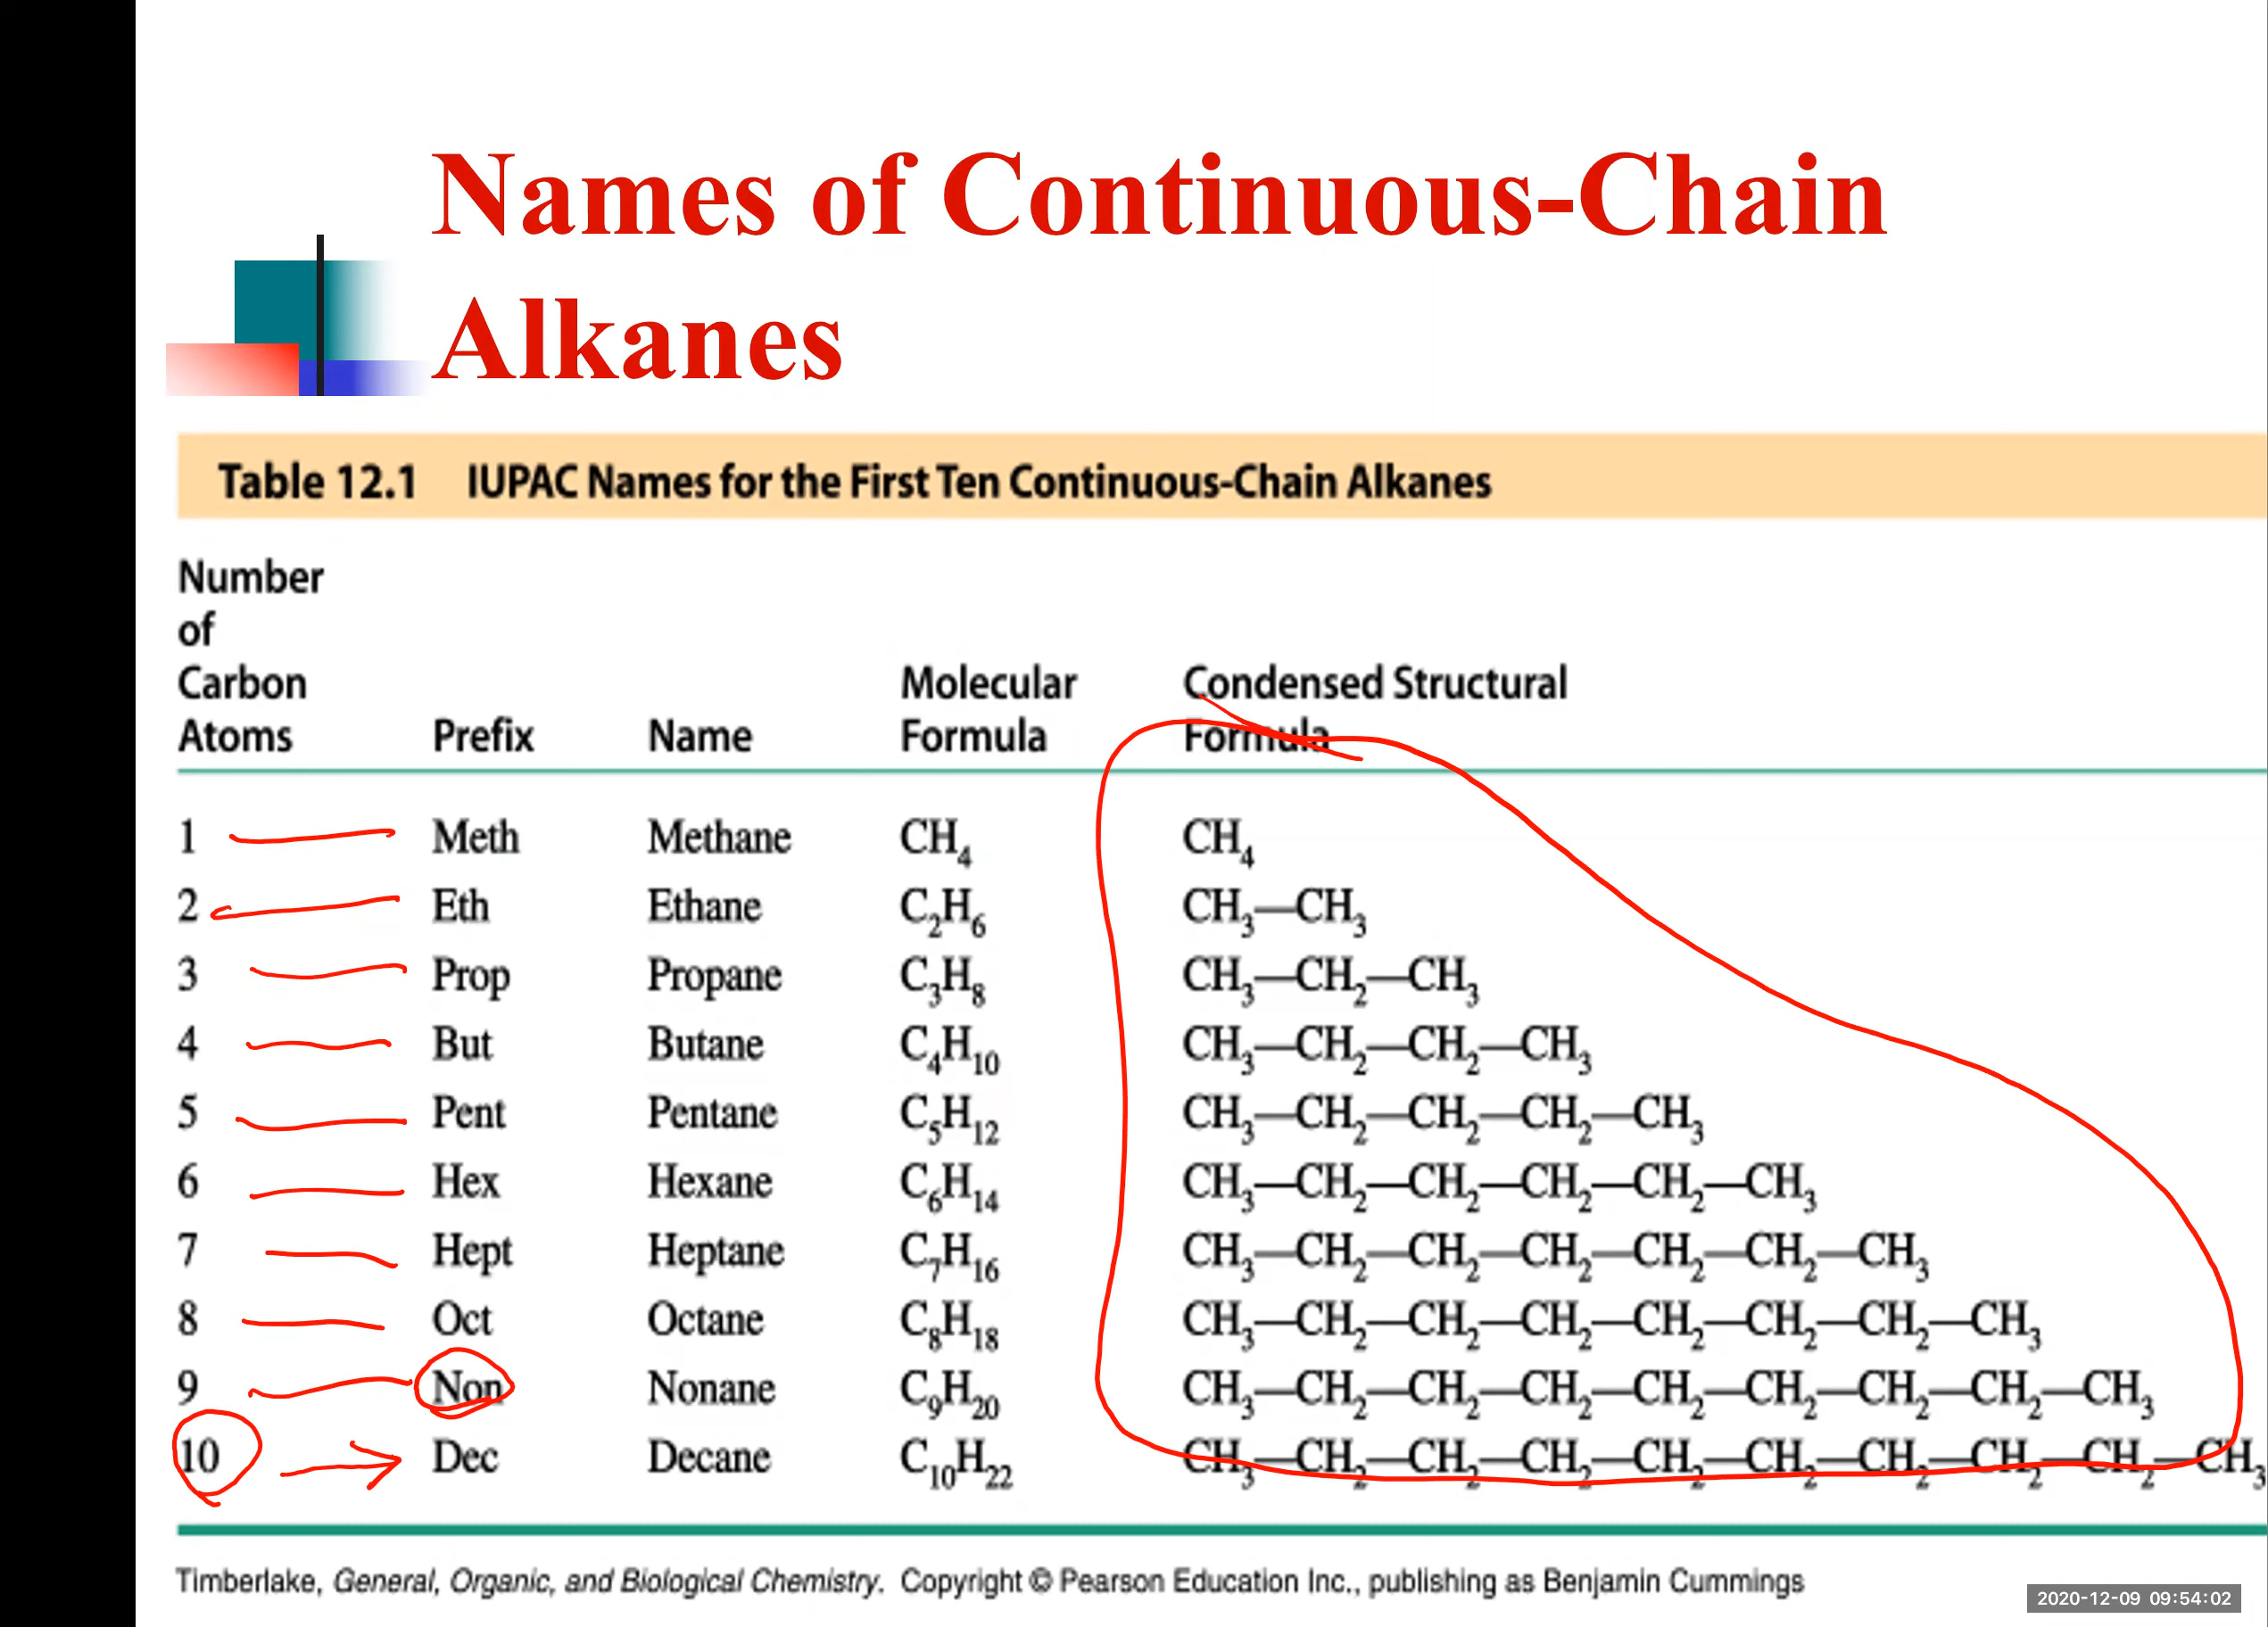 Names of Continuous-Chain
Alkanes
Table 12.1 IUPAC Names for the First Ten Continuous-Chain Alkanes
Number
of
Carbon Molecular Condensed Structural
Atoms Prefix Name Formula Formula
1 Meth Methane CH₄ CH₄
2 Eth Ethane C₂H₆ CH₃—CH₃
3 Prop Propane C₃H₈ CH₃—CH₂—CH₃
4 But Butane C₄H₁₀ CH₃—CH₂—CH₂—CH₃
5 Pent Pentane C₅H₁₂ CH₃—CH₂—CH₂—CH₂—CH₃
6 Hex Hexane C₆H₁₄ CH₃—CH₂—CH₂—CH₂—CH₂—CH₃
7 Hept Heptane C₇H₁₆ CH₃—CH₂—CH₂—CH₂—CH₂—CH₂—CH₃
8 Oct Octane C₈H₁₈ CH₃—CH₂—CH₂—CH₂—CH₂—CH₂—CH₂—CH₃
9 Non Nonane C₉H₂₀ CH₃—CH₂—CH₂—CH₂—CH₂—CH₂—CH₂—CH₂—CH₃
10 Dec Decane C₁₀H₂₂ CH₃—CH₂—CH₂—CH₂—CH₂—CH₂—CH₂—CH₂—CH₂—CH₃
Timberlake, General, Organic, and Biological Chemistry. Copyright © Pearson Education Inc., publishing as Benjamin Cummings
2020-12-09 09:54:02